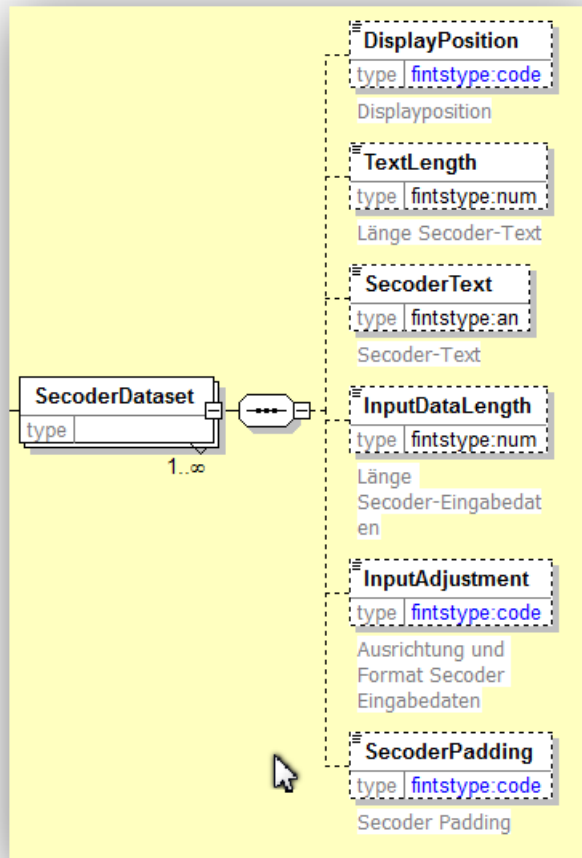 DisplayPosition
type fintstype:code
Displayposition
TextLength
type fintstype:num
Länge Secoder-Text
SecoderText
type fintstype:an
Secoder-Text
SecoderDataset
type
1..∞
InputDataLength
type fintstype:num
Länge
Secoder-Eingabedat
en
InputAdjustment
type fintstype:code
Ausrichtung und
Format Secoder
Eingabedaten
SecoderPadding
type fintstype:code
Secoder Padding